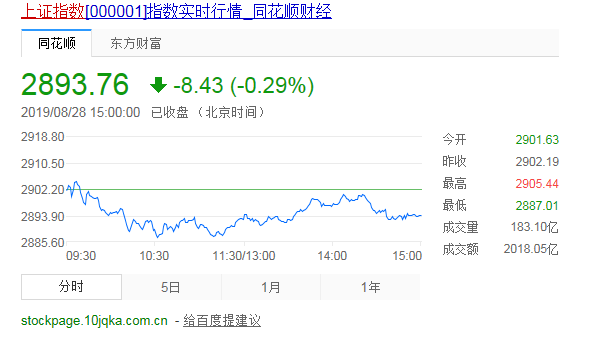 上证指数[000001]指数实时行情_同花顺财经
同花顺 东方财富
2893.76 -8.43 (-0.29%)
2019/08/28 15:00:00 已收盘 （北京时间）
2918.80
2910.50
2902.20
2893.90
2885.60
09:30 10:30 11:30/13:00 14:00 15:00
今开 2901.63
昨收 2902.19
最高 2905.44
最低 2887.01
成交量 183.10亿
成交额 2018.05亿
分时 5日 1月 1年
stockpage.10jqka.com.cn - 给百度提建议